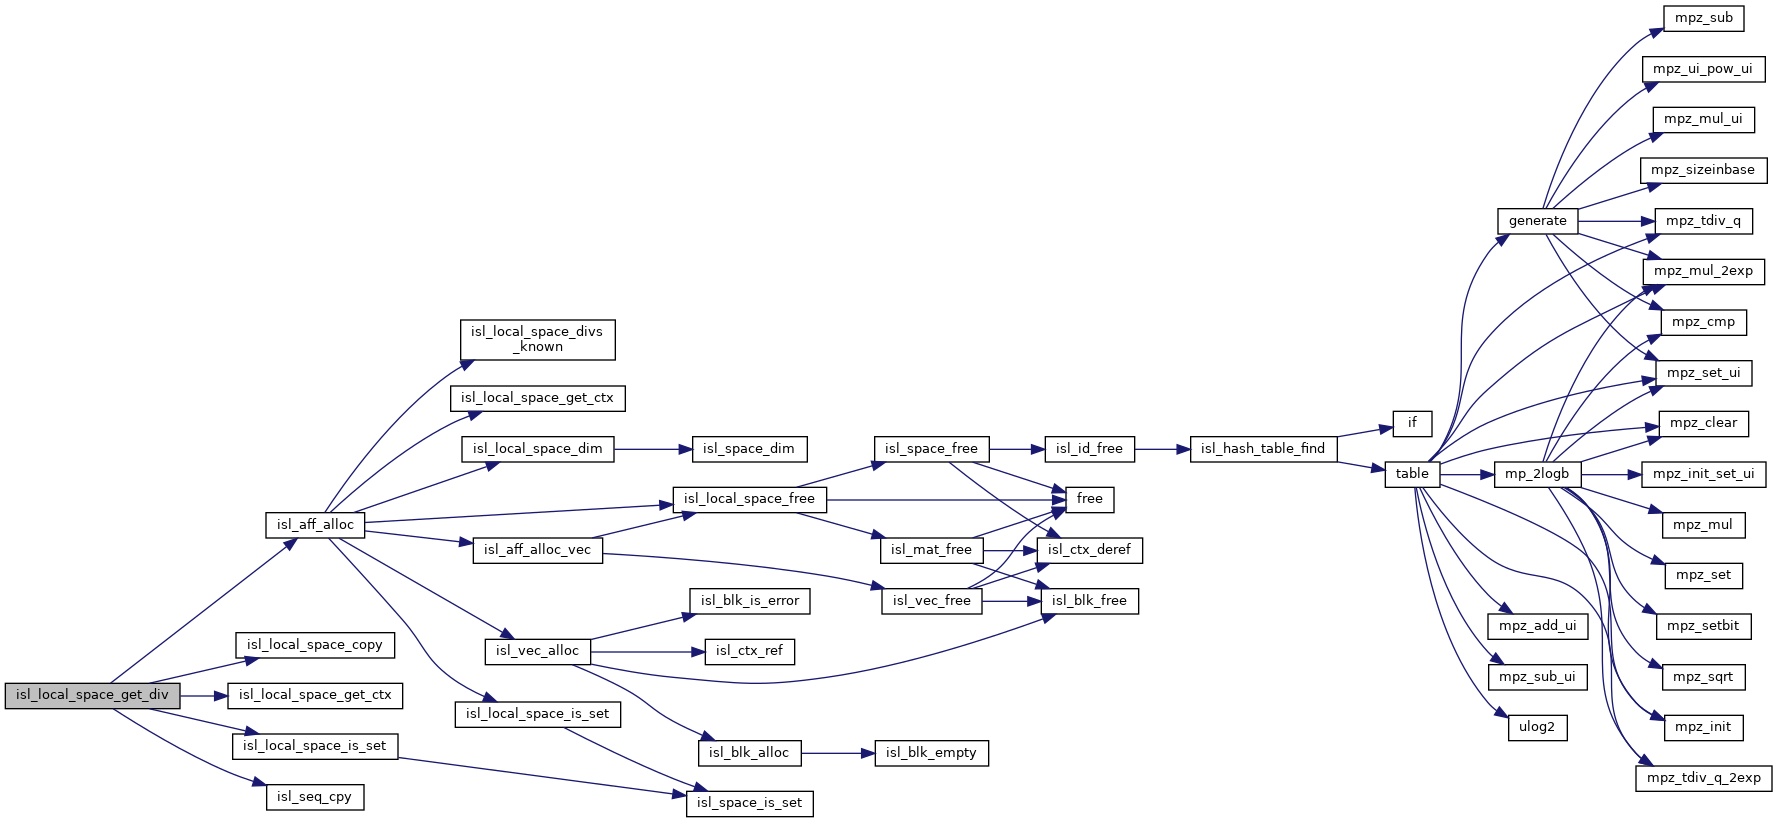 isl_local_space_get_div
isl_aff_alloc
isl_local_space_copy
isl_local_space_get_ctx
isl_local_space_is_set
isl_seq_cpy
isl_local_space_divs
_known
isl_local_space_get_ctx
isl_local_space_dim
isl_aff_alloc_vec
isl_vec_alloc
isl_local_space_is_set
isl_space_dim
isl_local_space_free
isl_blk_is_error
isl_ctx_ref
isl_blk_alloc
isl_space_is_set
isl_space_free
isl_mat_free
isl_vec_free
isl_blk_empty
isl_id_free
free
isl_ctx_deref
isl_blk_free
isl_hash_table_find
if
table
generate
mp_2logb
mpz_add_ui
mpz_sub_ui
ulog2
mpz_sub
mpz_ui_pow_ui
mpz_mul_ui
mpz_sizeinbase
mpz_tdiv_q
mpz_mul_2exp
mpz_cmp
mpz_set_ui
mpz_clear
mpz_init_set_ui
mpz_mul
mpz_set
mpz_setbit
mpz_sqrt
mpz_init
mpz_tdiv_q_2exp